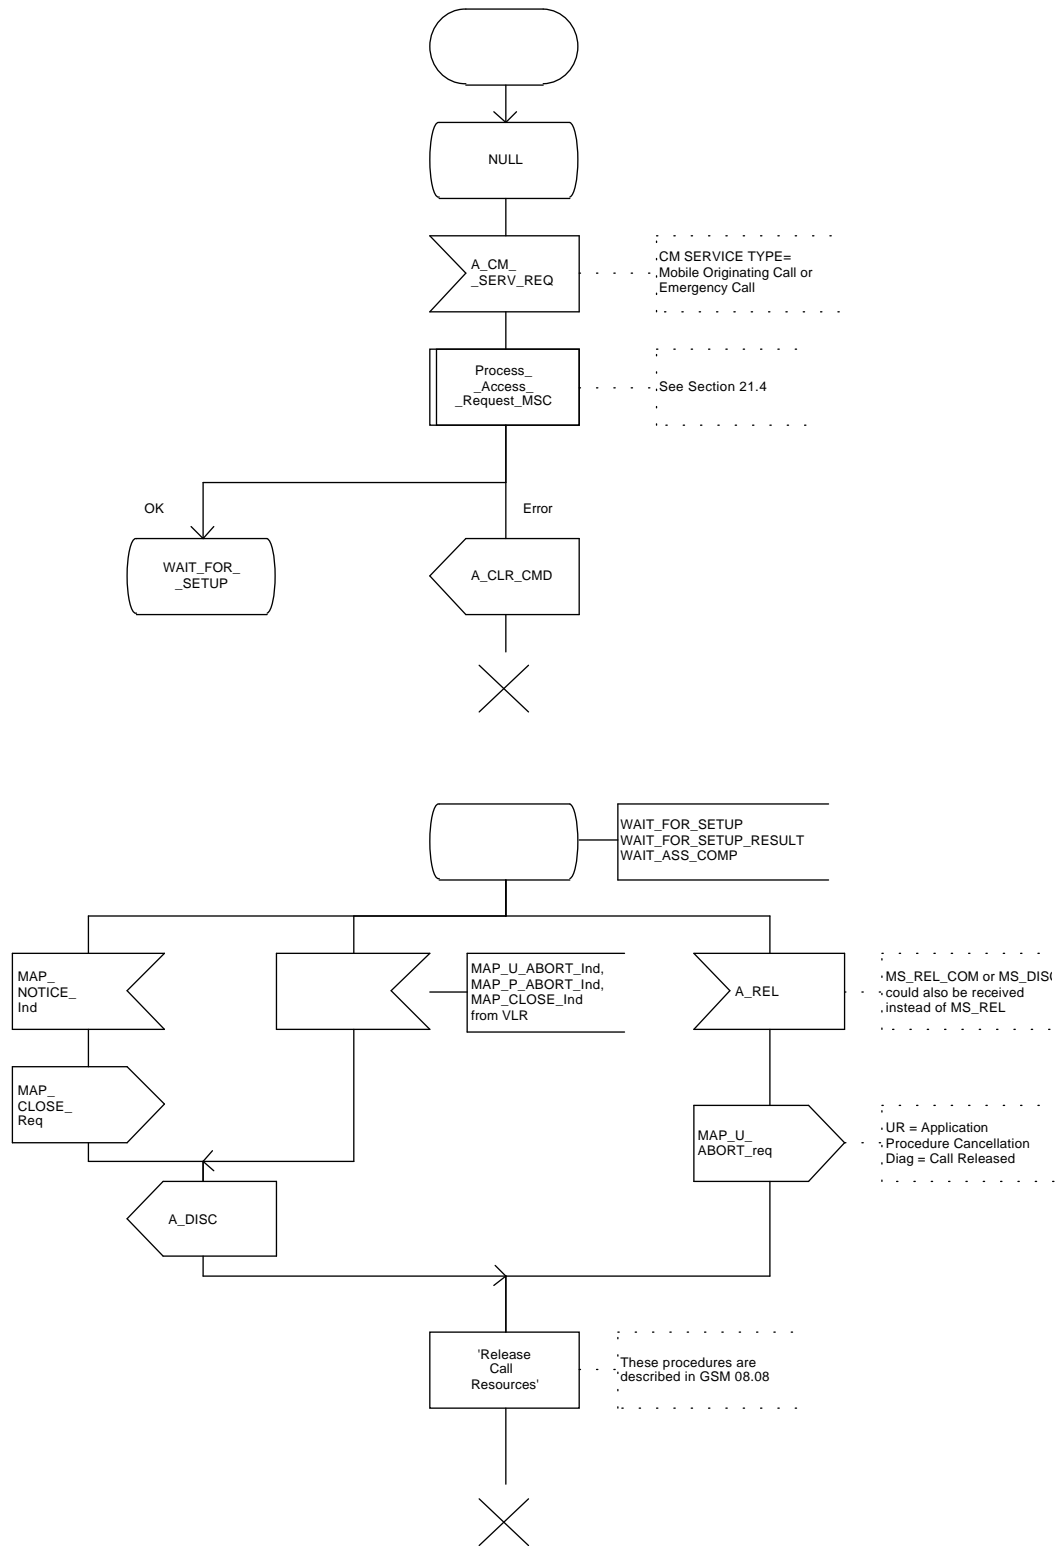 NULL
A_CM_
_SERV_REQ
CM SERVICE TYPE=
Mobile Originating Call or
Emergency Call
Process_
_Access_
_Request_MSC
See Section 21.4
OK
Error
WAIT_FOR_
_SETUP
A_CLR_CMD
WAIT_FOR_SETUP
WAIT_FOR_SETUP_RESULT
WAIT_ASS_COMP
MAP_
NOTICE_
Ind
MAP_U_ABORT_Ind,
MAP_P_ABORT_Ind,
MAP_CLOSE_Ind
from VLR
A_REL
MS_REL_COM or MS_DISC
could also be received
instead of MS_REL
MAP_
CLOSE_
Req
MAP_U_
ABORT_req
UR = Application
Procedure Cancellation
Diag = Call Released
A_DISC
'Release
Call
Resources'
These procedures are
described in GSM 08.08